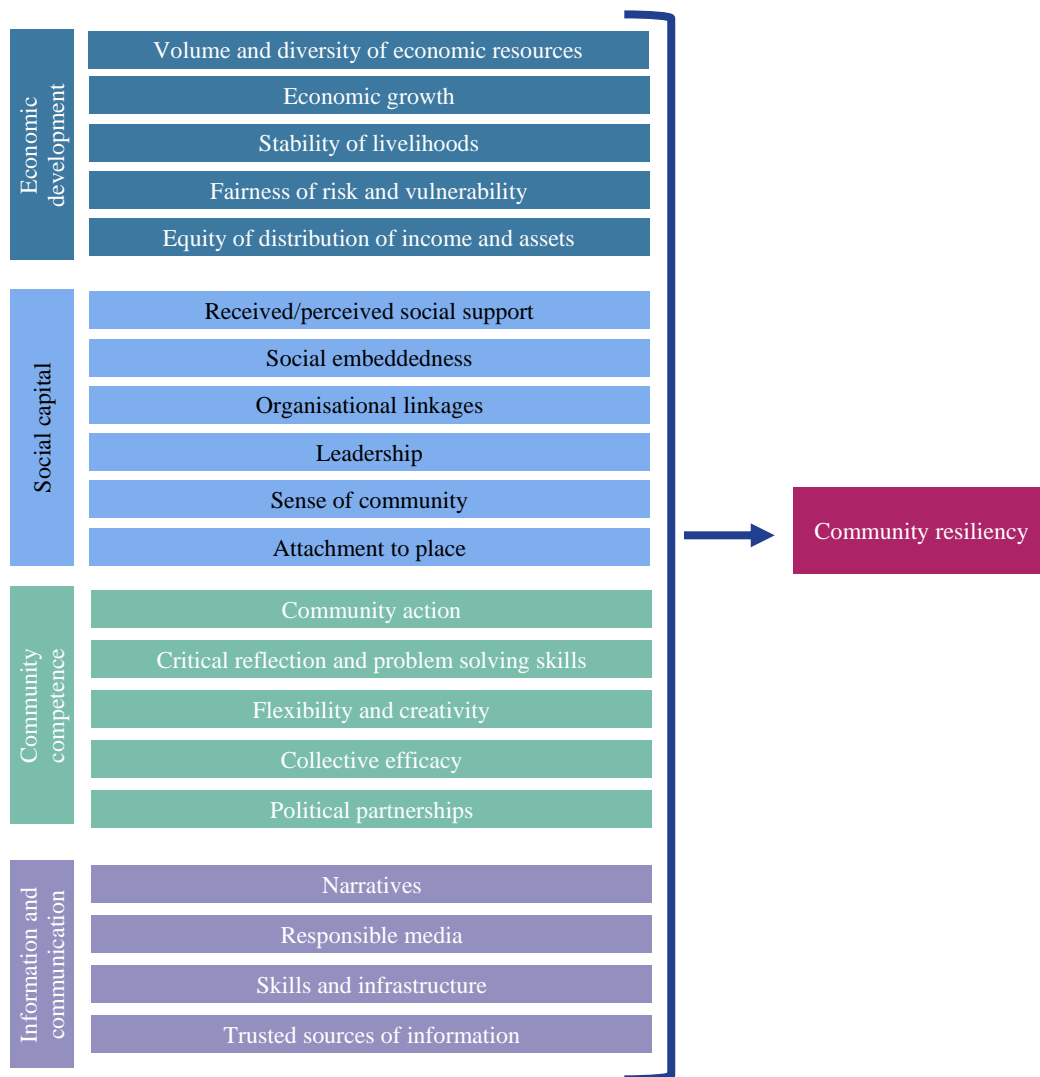 Economic
development
Volume and diversity of economic resources
Economic growth
Stability of livelihoods
Fairness of risk and vulnerability
Equity of distribution of income and assets
Social capital
Received/perceived social support
Social embeddedness
Organisational linkages
Leadership
Sense of community
Attachment to place
Community
competence
Community action
Critical reflection and problem solving skills
Flexibility and creativity
Collective efficacy
Political partnerships
Information and
communication
Narratives
Responsible media
Skills and infrastructure
Trusted sources of information
Community resiliency